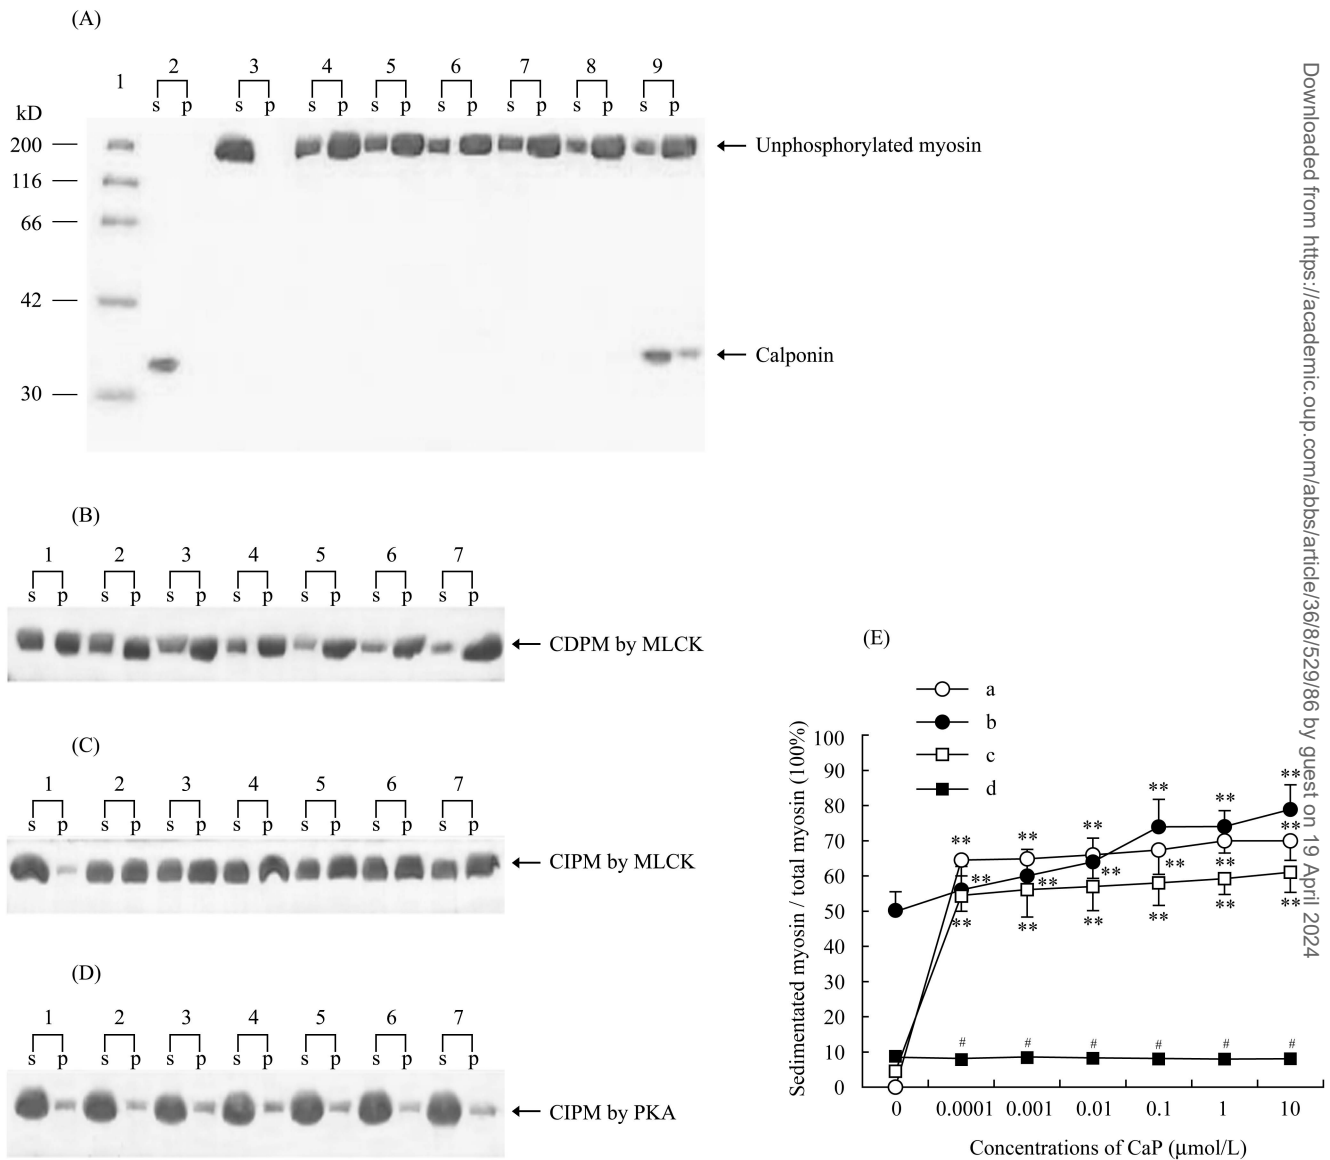 (A)
1 2 3 4 5 6 7 8 9
s p s p s p s p s p s p s p s p
kD
200
116
66
42
30
Unphosphorylated myosin
Calponin
(B)
1 2 3 4 5 6 7
s p s p s p s p s p s p s p
CDPM by MLCK
(C)
1 2 3 4 5 6 7
s p s p s p s p s p s p s p
CIPM by MLCK
(D)
1 2 3 4 5 6 7
s p s p s p s p s p s p s p
CIPM by PKA
(E)
a
b
c
d
Sedimentated myosin / total myosin (100%)
100
90
80
70
60
50
40
30
20
10
0
** ** ** ** ** **
** ** ** ** ** **
** ** ** ** ** **
# # # # # #
0 0.0001 0.001 0.01 0.1 1 10
Concentrations of CaP (μmol/L)
Downloaded from https://academic.oup.com/abbs/article/36/8/529/86 by guest on 19 April 2024